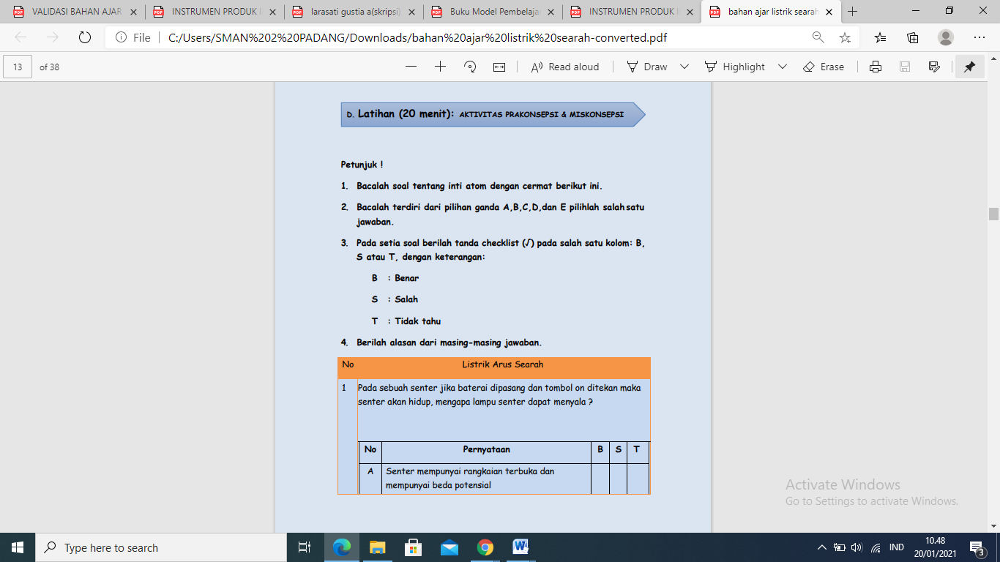 VALIDASI BAHAN AJAR
INSTRUMEN PRODUK
larasati gustia a(skripsi)
Buku Model Pembelaja
INSTRUMEN PRODUK
bahan ajar listrik searah
File
C:/Users/SMAN%202%20PADANG/Downloads/bahan%20ajar%20listrik%20searah-converted.pdf
13 of 38
Read aloud
Draw
Highlight
Erase
D. Latihan (20 menit): AKTIVITAS PRAKONSEPSI & MISKONSEPSI
Petunjuk !
1. Bacalah soal tentang inti atom dengan cermat berikut ini.
2. Bacalah terdiri dari pilihan ganda A,B,C,D,dan E pilihlah salah satu
jawaban.
3. Pada setia soal berilah tanda checklist (√) pada salah satu kolom: B,
S atau T, dengan keterangan:
B : Benar
S : Salah
T : Tidak tahu
4. Berilah alasan dari masing-masing jawaban.
No Listrik Arus Searah
1 Pada sebuah senter jika baterai dipasang dan tombol on ditekan maka
senter akan hidup, mengapa lampu senter dapat menyala ?
No Pernyataan B S T
A Senter mempunyai rangkaian terbuka dan
mempunyai beda potensial
Activate Windows
Go to Settings to activate Windows.
Type here to search
IND
10.48
20/01/2021
3